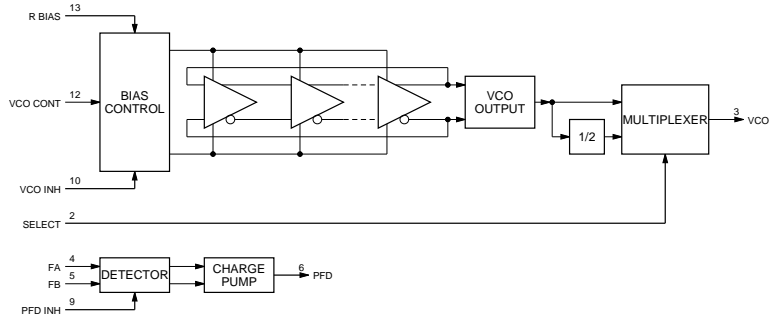 13
R BIAS
BIAS
CONTROL
12
VCO CONT
10
VCO INH
VCO
OUTPUT
1/2
MULTIPLEXER
3
VCO
2
SELECT
4
FA
5
FB
9
PFD INH
DETECTOR
CHARGE
PUMP
6
PFD